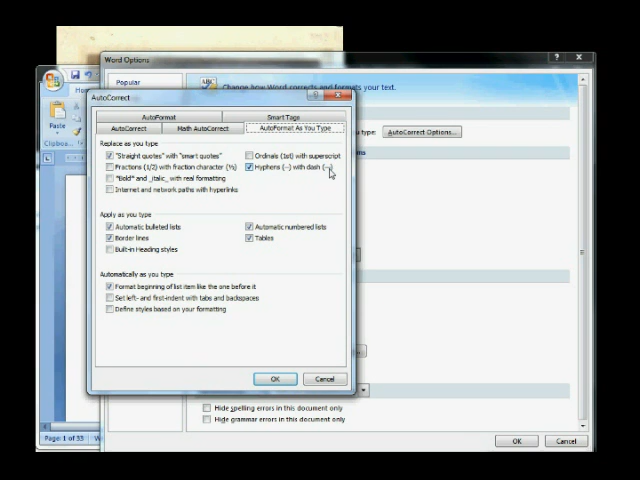 Word Options
Popular
Change how Word corrects and formats your text.
AutoCorrect
AutoFormat
Smart Tags
AutoCorrect
Math AutoCorrect
AutoFormat As You Type
AutoCorrect Options...
Paste
Clipboa...
Replace as you type
"Straight quotes" with "smart quotes"
Ordinals (1st) with superscript
Fractions (1/2) with fraction character (½)
Hyphens (--) with dash (—)
*Bold* and _italic_ with real formatting
Internet and network paths with hyperlinks
Apply as you type
Automatic bulleted lists
Automatic numbered lists
Border lines
Tables
Built-in Heading styles
Automatically as you type
Format beginning of list item like the one before it
Set left- and first-indent with tabs and backspaces
Define styles based on your formatting
OK
Cancel
Hide spelling errors in this document only
Hide grammar errors in this document only
Page: 1 of 33
OK
Cancel